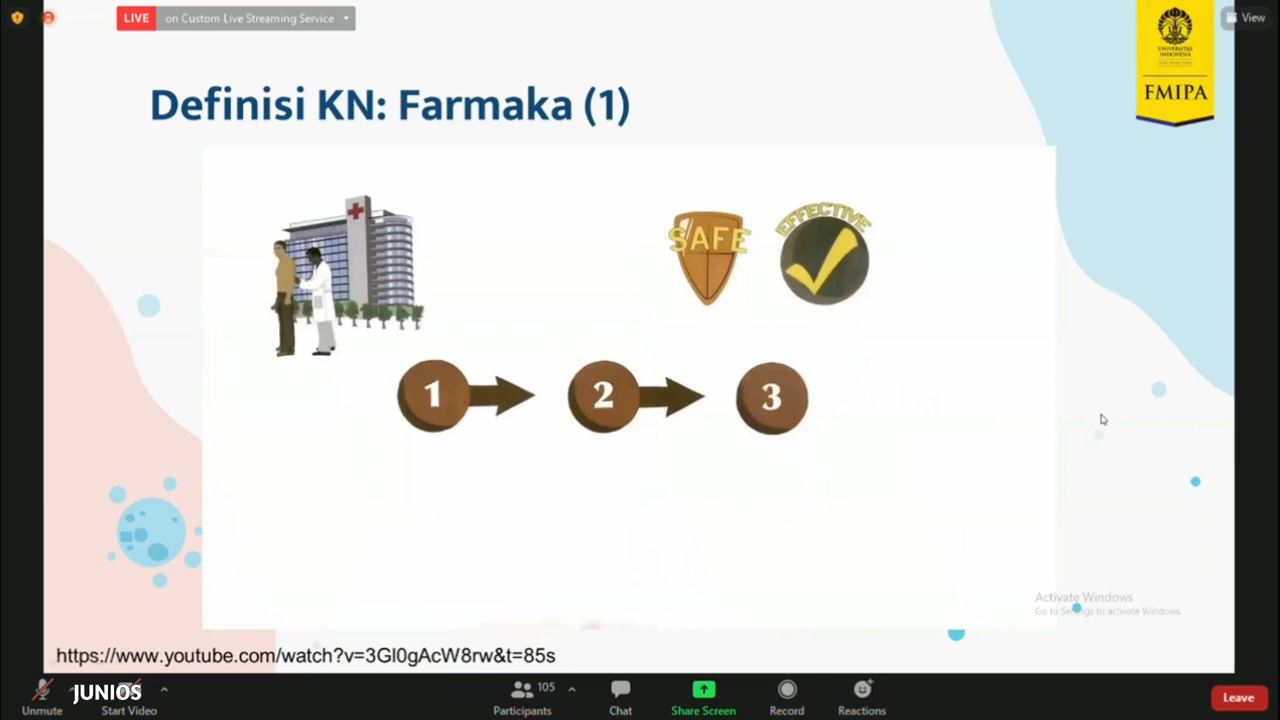 LIVE on Custom Live Streaming Service
View
UNIVERSITAS
INDONESIA
FMIPA
Definisi KN: Farmaka (1)
SAFE
EFFECTIVE
1
2
3
Activate Windows
Go to Settings to activate Windows.
https://www.youtube.com/watch?v=3Gl0gAcW8rw&t=85s
JUNIOS
105
Unmute
Start Video
Participants
Chat
Share Screen
Record
Reactions
Leave